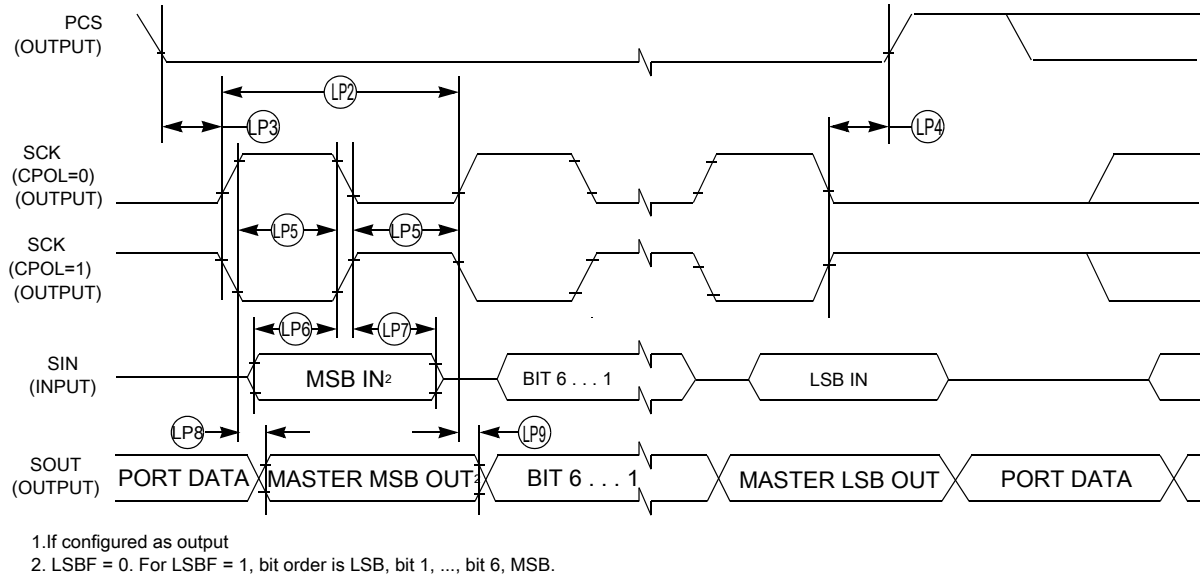 PCS
(OUTPUT)
LP2
LP3
LP4
SCK
(CPOL=0)
(OUTPUT)
LP5
LP5
SCK
(CPOL=1)
(OUTPUT)
LP6
LP7
SIN
(INPUT)
MSB IN2
BIT 6 . . . 1
LSB IN
LP8
LP9
SOUT
(OUTPUT)
PORT DATA
MASTER MSB OUT2
BIT 6 . . . 1
MASTER LSB OUT
PORT DATA
1.If configured as output
2. LSBF = 0. For LSBF = 1, bit order is LSB, bit 1, ..., bit 6, MSB.